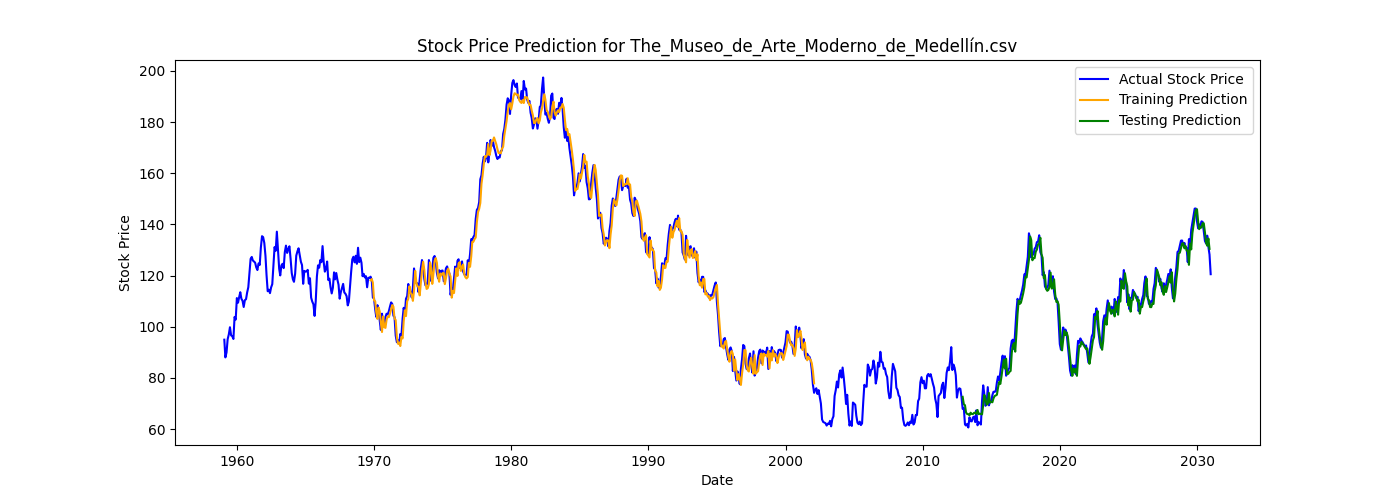 Stock Price Prediction for The_Museo_de_Arte_Moderno_de_Medellín.csv
Actual Stock Price
Training Prediction
Testing Prediction
Stock Price
200
180
160
140
120
100
80
60
1960
1970
1980
1990
2000
2010
2020
2030
Date